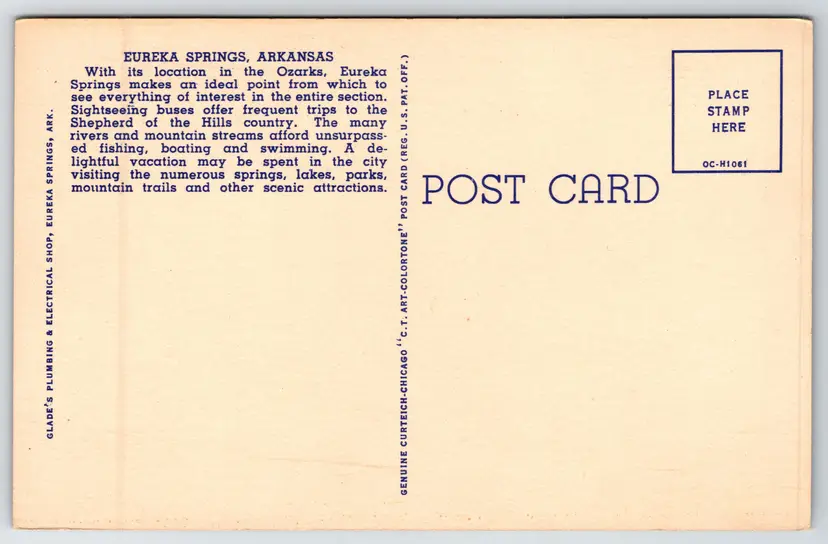 EUREKA SPRINGS, ARKANSAS
With its location in the Ozarks, Eureka
Springs makes an ideal point from which to
see everything of interest in the entire section.
Sightseeing buses offer frequent trips to the
Shepherd of the Hills country. The many
rivers and mountain streams afford unsurpass-
ed fishing, boating and swimming. A de-
lightful vacation may be spent in the city
visiting the numerous springs, lakes, parks,
mountain trails and other scenic attractions.
GLADE'S PLUMBING & ELECTRICAL SHOP, EUREKA SPRINGS, ARK.
GENUINE CURTEICH-CHICAGO "C.T. ART-COLORTONE" POST CARD (REG. U.S. PAT. OFF.)
POST CARD
PLACE
STAMP
HERE
OC-H1061